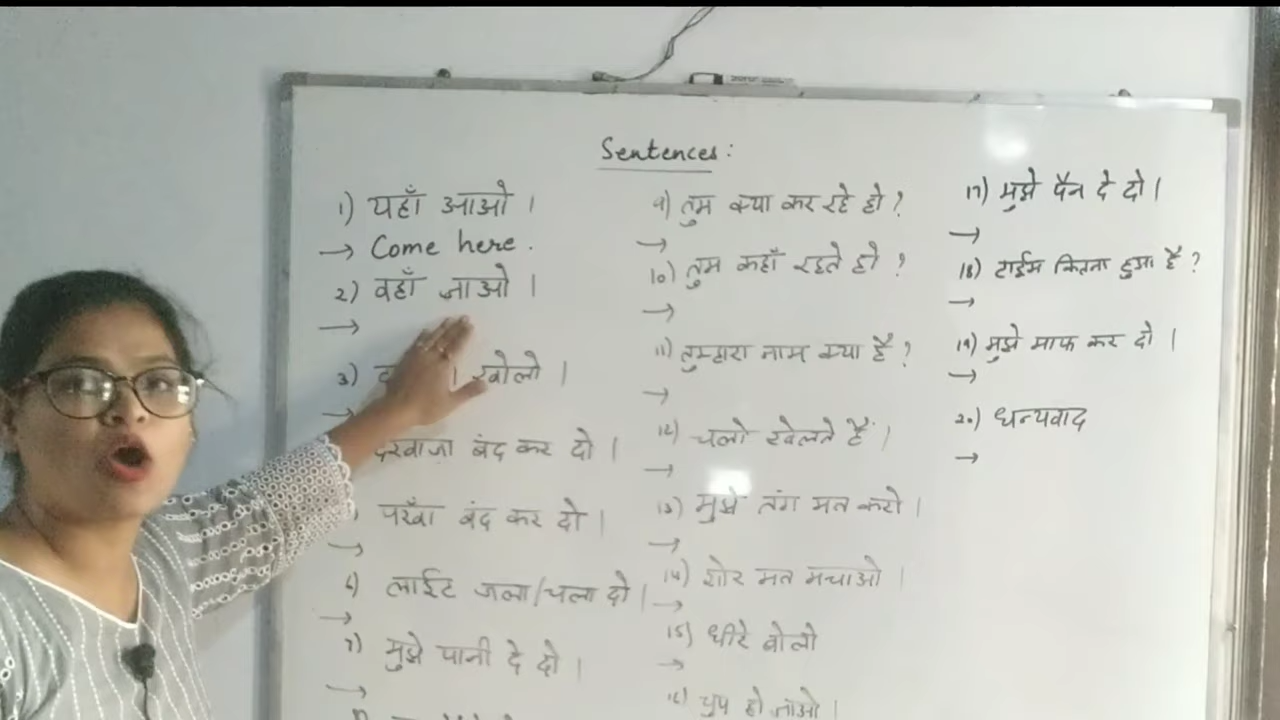 Sentences:
1) यहाँ आओ ।
→ Come here.
2) वहाँ जाओ ।
→
3) खोलो ।
→
दरवाजा बंद कर दो ।
) पंखा बंद कर दो ।
→
6) लाईट जला/चला दो ।
→
7) मुझे पानी दे दो ।
→
9) तुम क्या कर रहे हो ?
→
10) तुम कहाँ रहते हो ?
→
11) तुम्हारा नाम क्या है ?
→
12) चलो खेलते हैं ।
→
13) मुझे तंग मत करो ।
→
14) शोर मत मचाओ ।
→
15) धीरे बोलो
→
16) चुप हो जाओ ।
17) मुझे पैन दे दो ।
→
18) टाईम कितना हुआ है ?
→
19) मुझे माफ कर दो ।
→
20) धन्यवाद
→